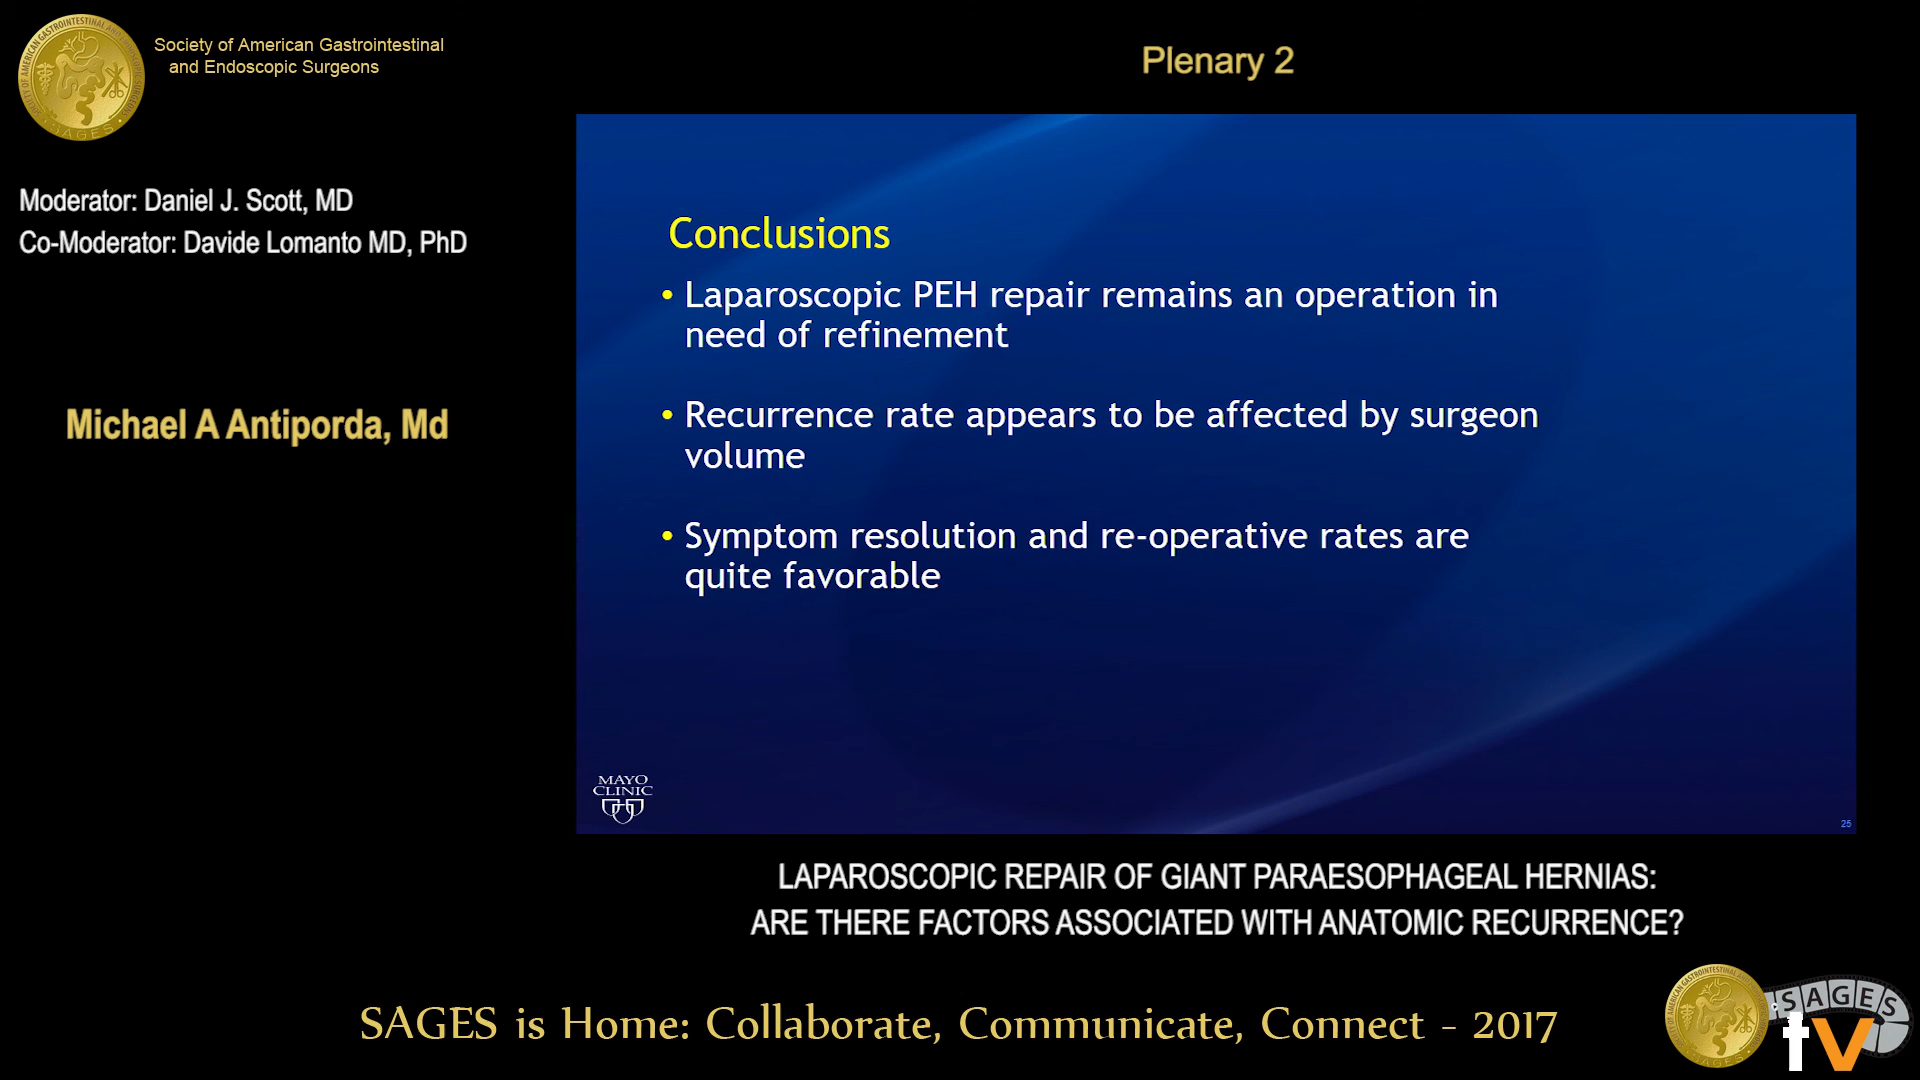 Society of American Gastrointestinal
and Endoscopic Surgeons
Plenary 2
Moderator: Daniel J. Scott, MD
Co-Moderator: Davide Lomanto MD, PhD
Michael A Antiporda, Md
Conclusions
• Laparoscopic PEH repair remains an operation in
need of refinement
• Recurrence rate appears to be affected by surgeon
volume
• Symptom resolution and re-operative rates are
quite favorable
MAYO
CLINIC
25
LAPAROSCOPIC REPAIR OF GIANT PARAESOPHAGEAL HERNIAS:
ARE THERE FACTORS ASSOCIATED WITH ANATOMIC RECURRENCE?
SAGES is Home: Collaborate, Communicate, Connect - 2017
SAGES
tv